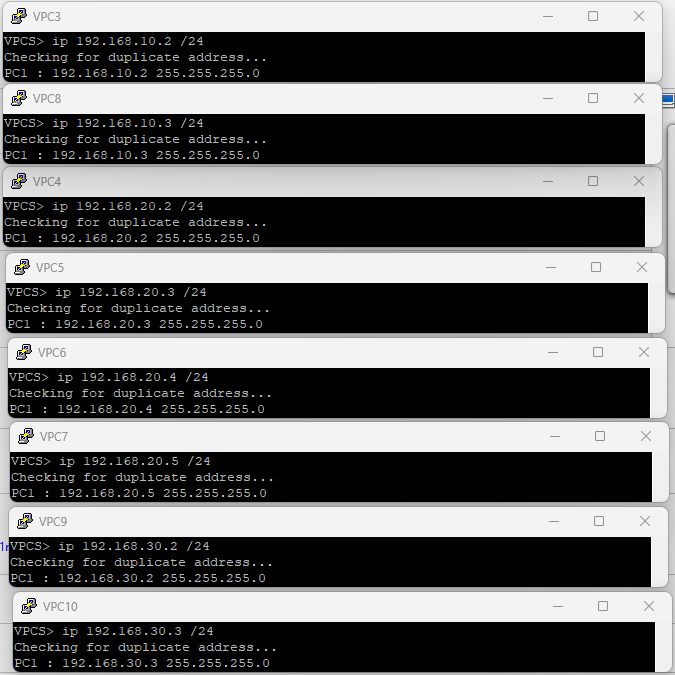 VPC3
VPCS> ip 192.168.10.2 /24
Checking for duplicate address...
PC1 : 192.168.10.2 255.255.255.0
VPC8
VPCS> ip 192.168.10.3 /24
Checking for duplicate address...
PC1 : 192.168.10.3 255.255.255.0
VPC4
VPCS> ip 192.168.20.2 /24
Checking for duplicate address...
PC1 : 192.168.20.2 255.255.255.0
VPC5
VPCS> ip 192.168.20.3 /24
Checking for duplicate address...
PC1 : 192.168.20.3 255.255.255.0
VPC6
VPCS> ip 192.168.20.4 /24
Checking for duplicate address...
PC1 : 192.168.20.4 255.255.255.0
VPC7
VPCS> ip 192.168.20.5 /24
Checking for duplicate address...
PC1 : 192.168.20.5 255.255.255.0
VPC9
VPCS> ip 192.168.30.2 /24
Checking for duplicate address...
PC1 : 192.168.30.2 255.255.255.0
VPC10
VPCS> ip 192.168.30.3 /24
Checking for duplicate address...
PC1 : 192.168.30.3 255.255.255.0